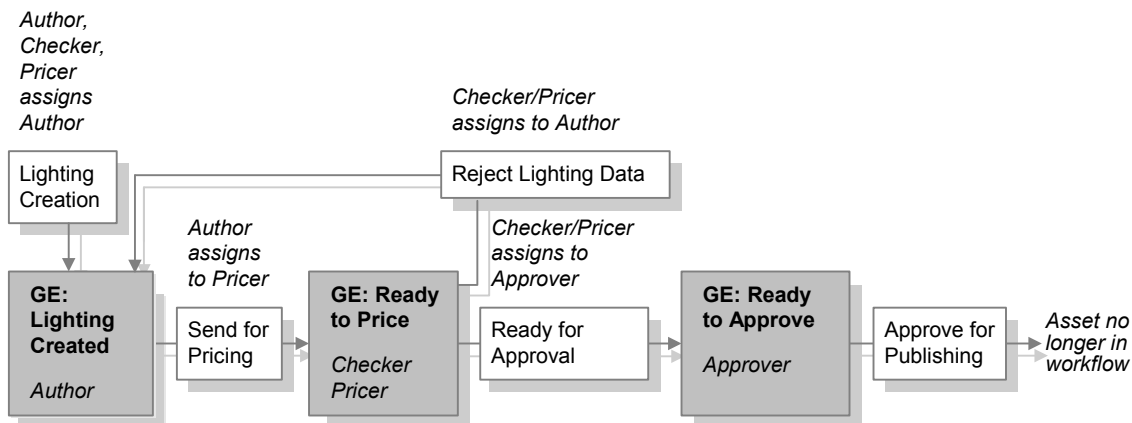 Author,
Checker,
Pricer
assigns
Author
Checker/Pricer
assigns to Author
Lighting
Creation
Reject Lighting Data
Author
assigns
to Pricer
Checker/Pricer
assigns to
Approver
GE:
Lighting
Created
Author
Send for
Pricing
GE: Ready
to Price
Checker
Pricer
Ready for
Approval
GE: Ready
to Approve
Approver
Approve for
Publishing
Asset no
longer in
workflow